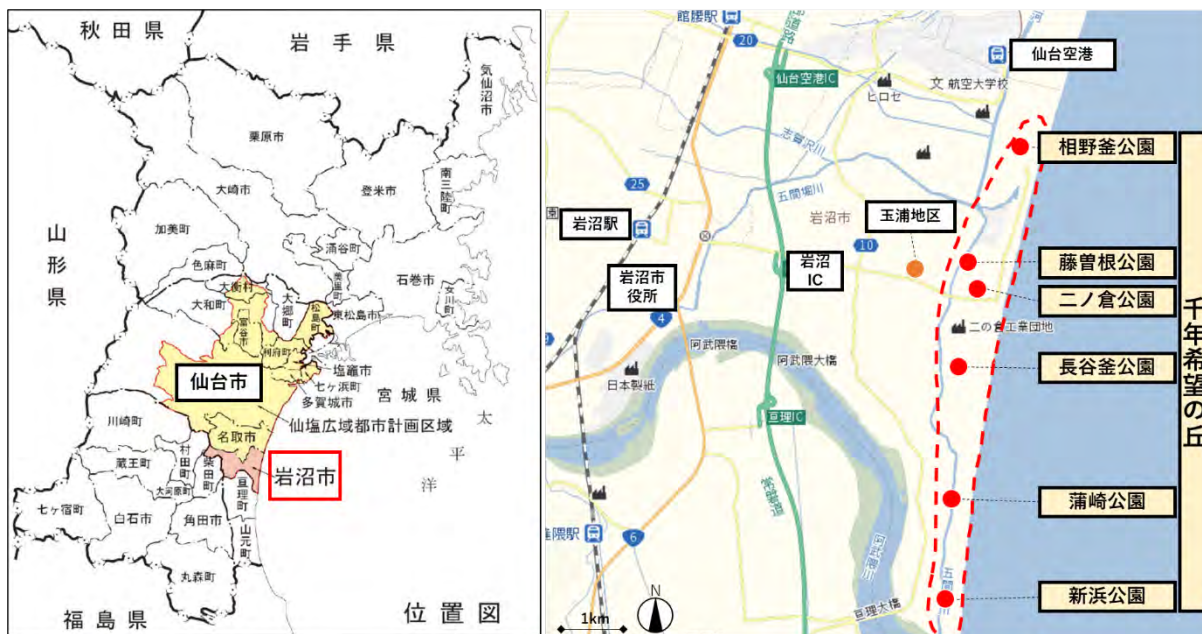 秋田県
岩手県
気仙沼市
栗原市
南三陸町
登米市
大崎市
山形県
加美町
涌谷町
石巻市
色麻町
美里町
女川町
大衡村
大和町
大郷町
松島町
東松島市
富谷市
利府町
塩竈市
仙台市
七ヶ浜町
多賀城市
宮城県
太平洋
仙塩広域都市計画区域
川崎町
名取市
岩沼市
蔵王町
村田町
柴田町
大河原町
亘理町
七ヶ宿町
白石市
角田市
山元町
丸森町
福島県
位置図
館腰駅
20
仙台空港
仙台空港IC
文 航空大学校
ヒロセ
志賀沢川
相野釜公園
25
五間堀川
岩沼市
玉浦地区
岩沼駅
10
岩沼
IC
藤曽根公園
岩沼市
役所
二ノ倉公園
4
二の倉工業団地
阿武隈橋
阿武隈大橋
長谷釜公園
日本製紙
亘理IC
千年希望の丘
蒲崎公園
隈駅
6
阿武隈川
五間
新浜公園
亘理大橋
N
1km